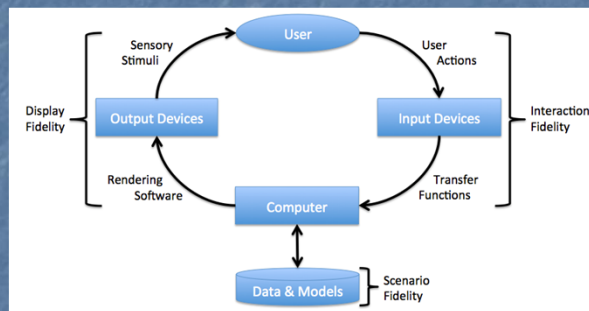 User
Sensory
Stimuli
User
Actions
Display
Fidelity
Output Devices
Input Devices
Interaction
Fidelity
Rendering
Software
Transfer
Functions
Computer
Data & Models
Scenario
Fidelity